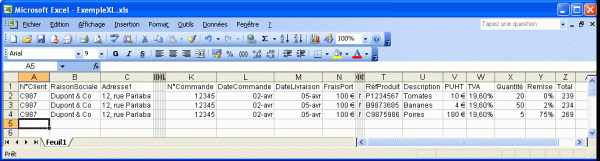 Microsoft Excel - ExempleXL.xls
Fichier Edition Affichage Insertion Format Outils Données Fenêtre ? Tapez une question
100%
Arial 9 G I S
A5 fx
A B C K L M N T U V W X Y Z
1 N°Client RaisonSociale Adresse1 N°Commande DateCommande DateLivraison FraisPort RéfProduit Description PUHT TVA Quantité Remise Total
2 C987 Dupont & Co 12, rue Parlaba 12345 02-avr 05-avr 100 € f P1234567 Tomates 10 € 19,60% 20 0% 239
3 C987 Dupont & Co 12, rue Parlaba 12345 02-avr 05-avr 100 € f B9873685 Bananes 4 € 19,60% 50 2% 234
4 C987 Dupont & Co 12, rue Parlaba 12345 02-avr 05-avr 100 € f C9875986 Poires 180 € 19,60% 5 75% 269
5
Feuil1
Prêt